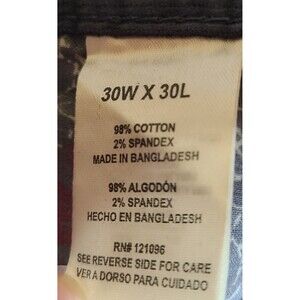 30W X 30L
98% COTTON
2% SPANDEX
MADE IN BANGLADESH
98% ALGODÓN
2% SPANDEX
HECHO EN BANGLADESH
RN# 121096
SEE REVERSE SIDE FOR CARE
VER A DORSO PARA CUIDADO